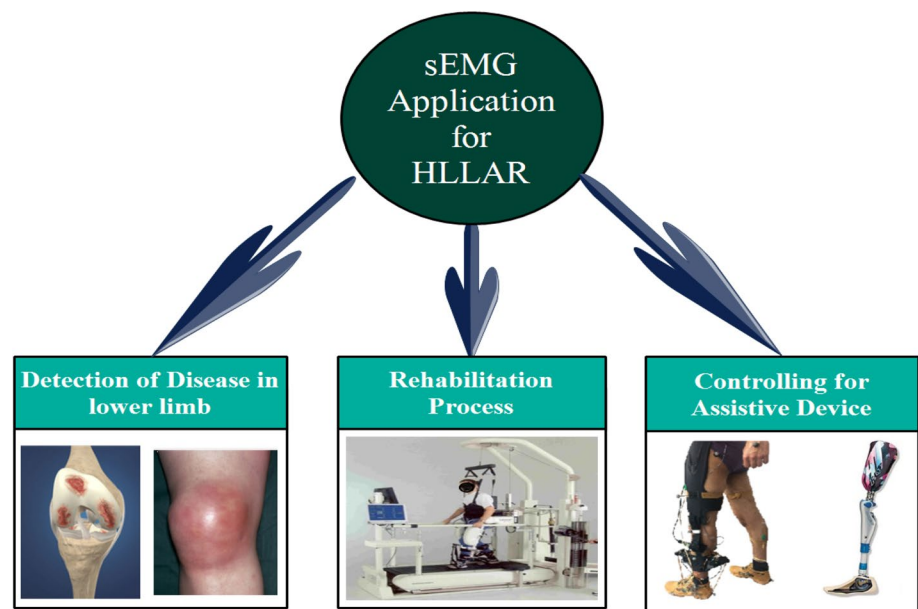 sEMG
Application
for
HLLAR
Detection of Disease in
lower limb
Rehabilitation
Process
Controlling for
Assistive Device